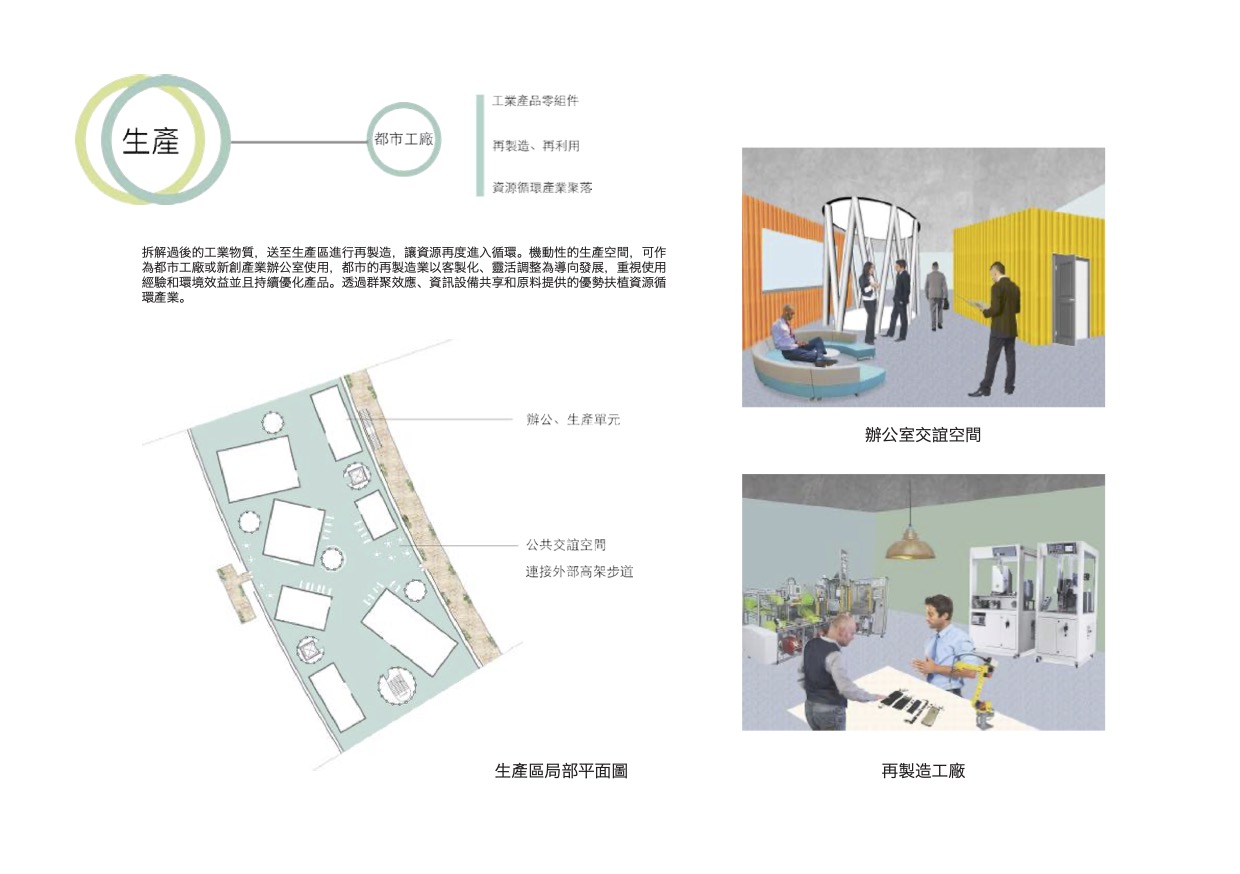 生產
都市工廠
工業產品零組件
再製造、再利用
資源循環產業聚落
拆解過後的工業物質，送至生產區進行再製造，讓資源再度進入循環。機動性的生產空間，可作
為都市工廠或新創產業辦公室使用，都市的再製造業以客製化、靈活調整為導向發展，重視使用
經驗和環境效益並且持續優化產品。透過群聚效應、資訊設備共享和原料提供的優勢扶植資源循
環產業。
辦公、生產單元
公共交誼空間
連接外部高架步道
生產區局部平面圖
辦公室交誼空間
再製造工廠